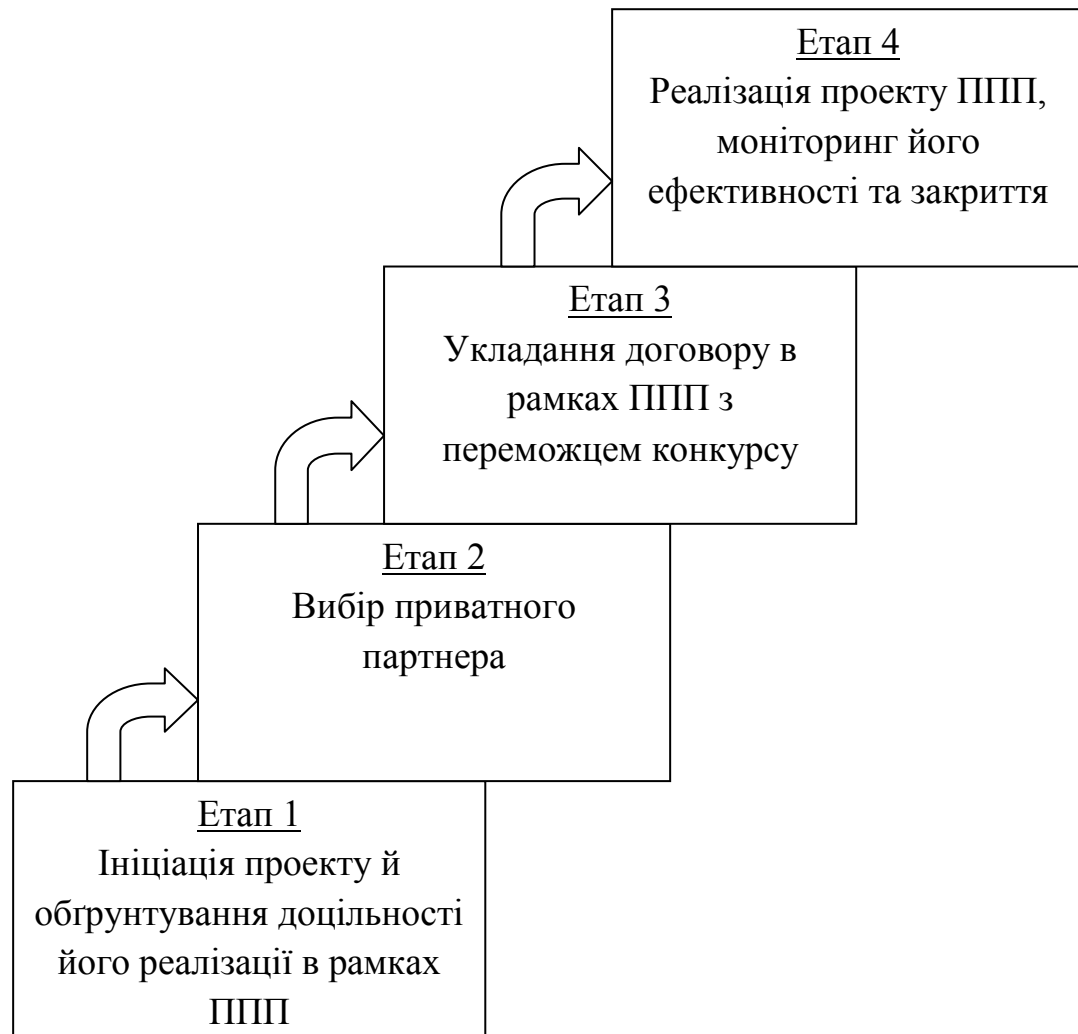 Етап 4
Реалізація проекту ППП,
моніторинг його
ефективності та закриття
Етап 3
Укладання договору в
рамках ППП з
переможцем конкурсу
Етап 2
Вибір приватного
партнера
Етап 1
Ініціація проекту й
обґрунтування доцільності
його реалізації в рамках
ППП